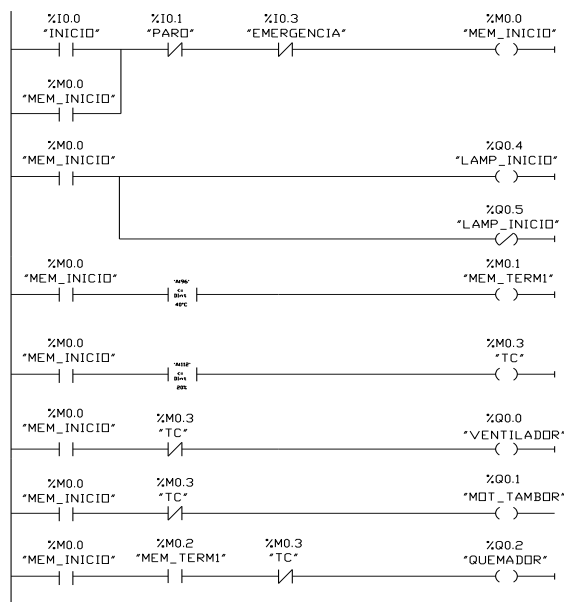 %I0.0 %I0.1 %I0.3 %M0.0
"INICIO" "PARO" "EMERGENCIA" "MEM_INICIO"
%M0.0
"MEM_INICIO"
%M0.0 %Q0.4
"MEM_INICIO" "LAMP_INICIO"
%Q0.5
"LAMP_INICIO"
%M0.0 %M0.1
"MEM_INICIO" "AI96" "MEM_TERM1"
<=
DInt
40°C
%M0.0 %M0.3
"MEM_INICIO" "AI112" "TC"
<=
DInt
20%
%M0.0 %M0.3 %Q0.0
"MEM_INICIO" "TC" "VENTILADOR"
%M0.0 %M0.3 %Q0.1
"MEM_INICIO" "TC" "MOT_TAMBOR"
%M0.0 %M0.2 %M0.3 %Q0.2
"MEM_INICIO" "MEM_TERM1" "TC" "QUEMADOR"